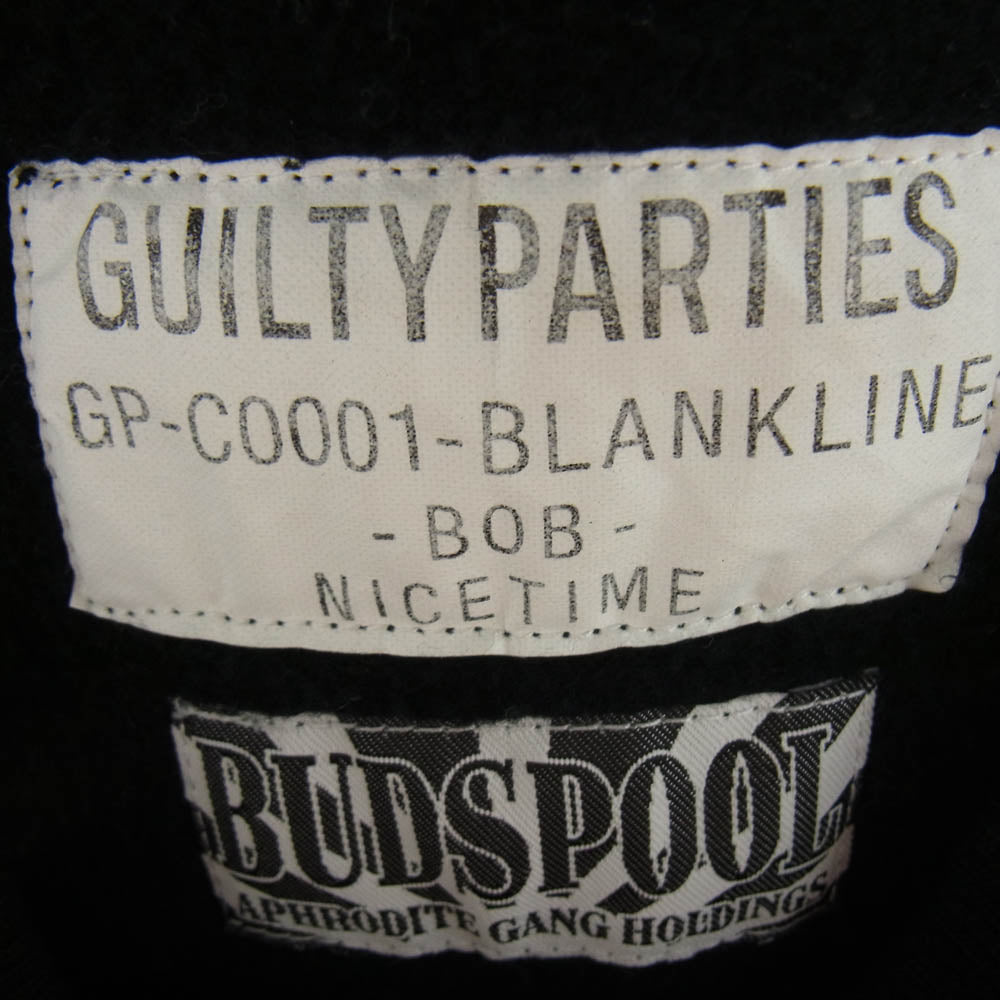 GUILTY PARTIES
GP-C0001-BLANKLINE
-BOB-
NICETIME
BUDSPOOL
APHRODITE GANG HOLDINGS